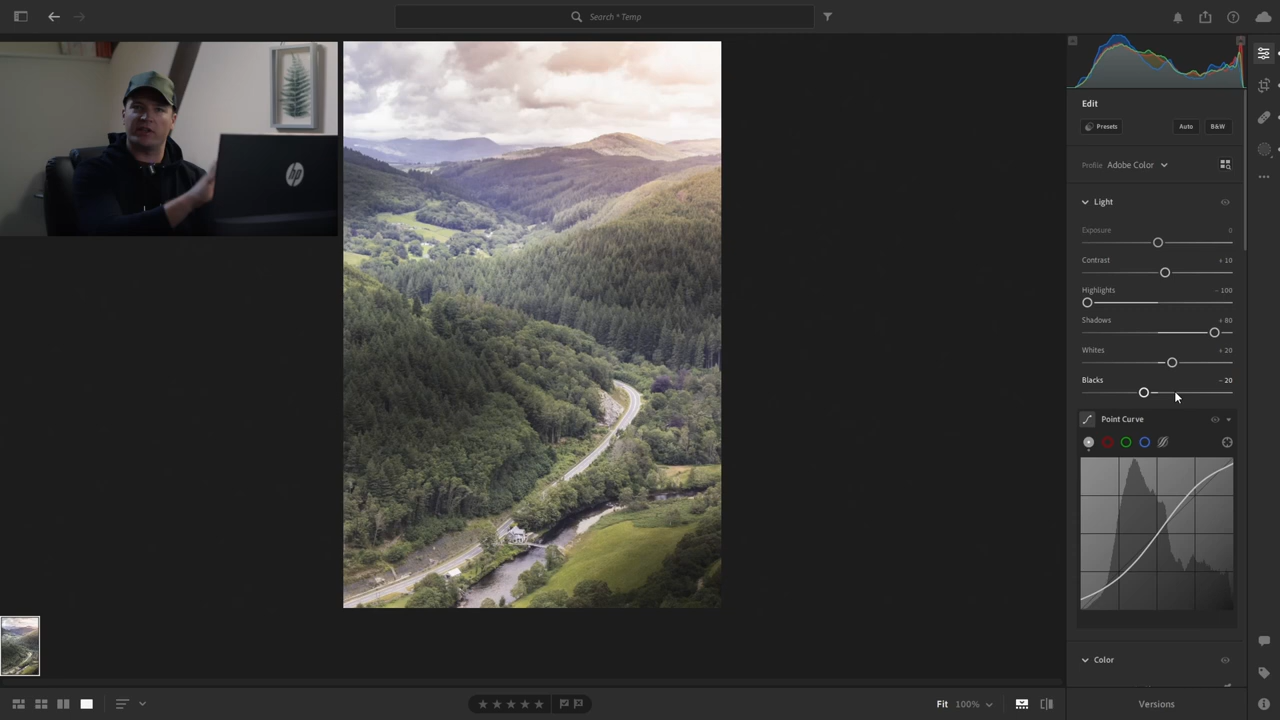 Search * Temp
hp
Edit
Presets
Auto
B&W
Profile Adobe Color
Light
Exposure 0
Contrast + 10
Highlights - 100
Shadows + 80
Whites + 20
Blacks - 20
Point Curve
Color
Fit 100%
Versions